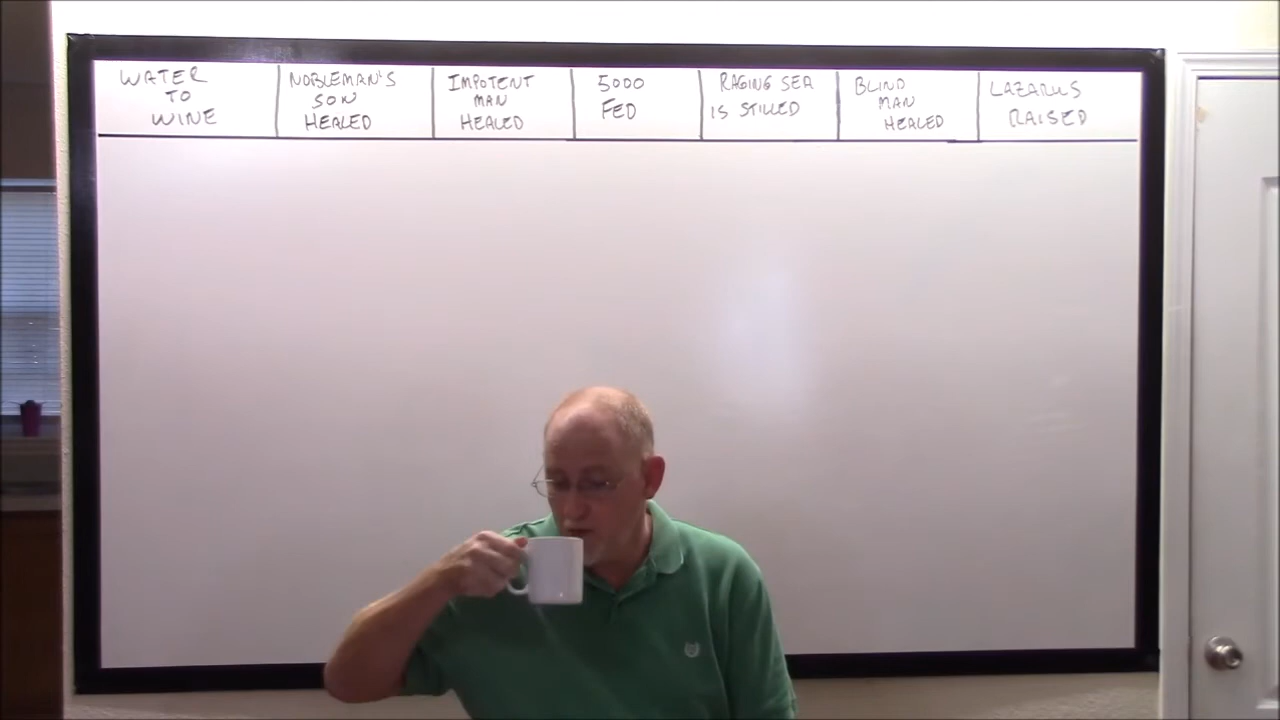 WATER
TO
WINE
NOBLEMAN'S
SON
HEALED
IMPOTENT
MAN
HEALED
5000
FED
RAGING SEA
IS STILLED
BLIND
MAN
HEALED
LAZARUS
RAISED